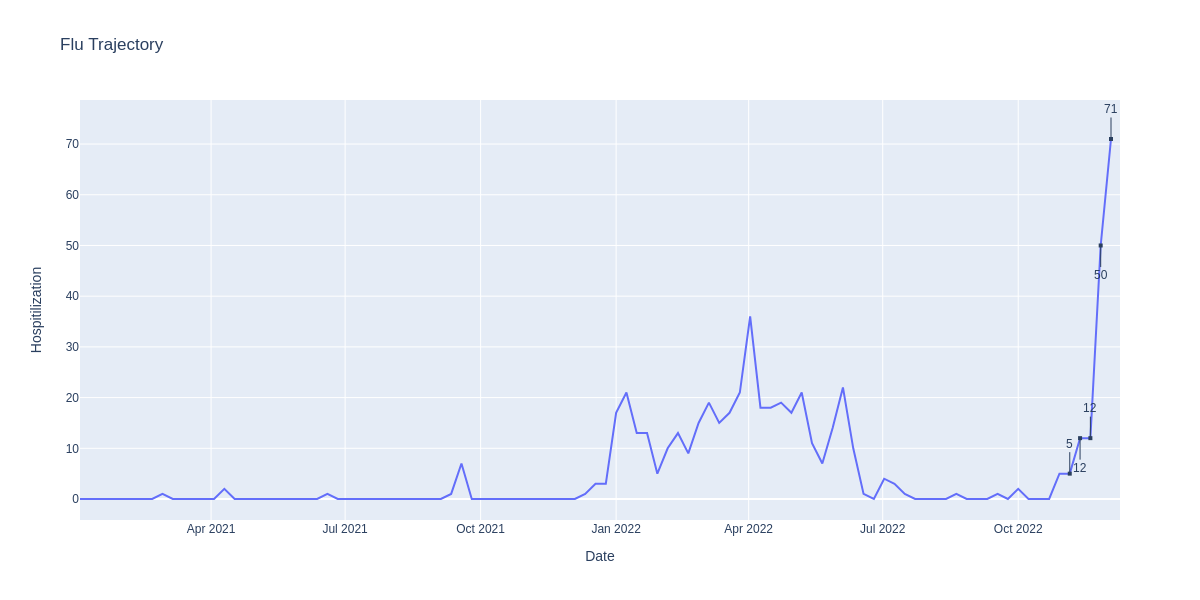 Flu Trajectory
71
70
60
50
50
40
30
20
12
10
5
12
0
Hospitilization
Apr 2021
Jul 2021
Oct 2021
Jan 2022
Apr 2022
Jul 2022
Oct 2022
Date